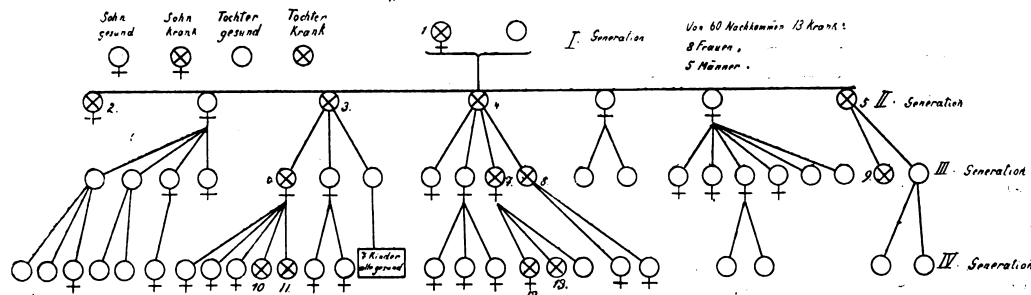 Sohn gesund
Sohn krank
Tochter gesund
Tochter Krank
1
I. Generation
Von 60 Nachkommen 13 Krank:
8 Frauen,
5 Männer.
2.
3.
4
5
II. Generation
6.
7.
8.
9.
III. Generation
7 Kinder
alle gesund
10
11.
12.
13.
IV. Generation